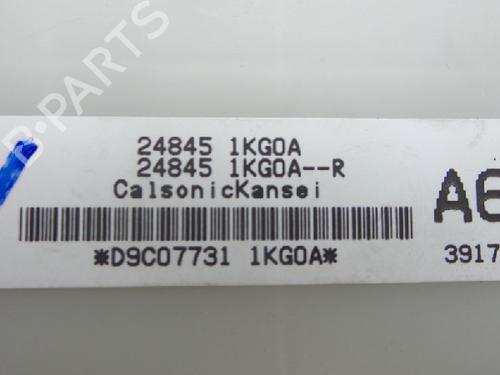 24845 1KG0A
24845 1KG0A--R
CalsonicKansei
*D9C07731 1KG0A*
A6
3917
B-PARTS